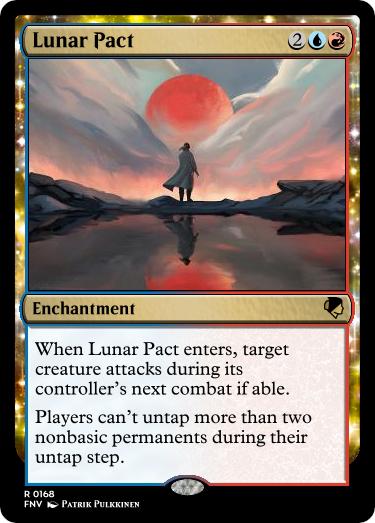 Lunar Pact 2
Enchantment
When Lunar Pact enters, target
creature attacks during its
controller's next combat if able.
Players can't untap more than two
nonbasic permanents during their
untap step.
R 0168
FNV PATRIK PULKKINEN